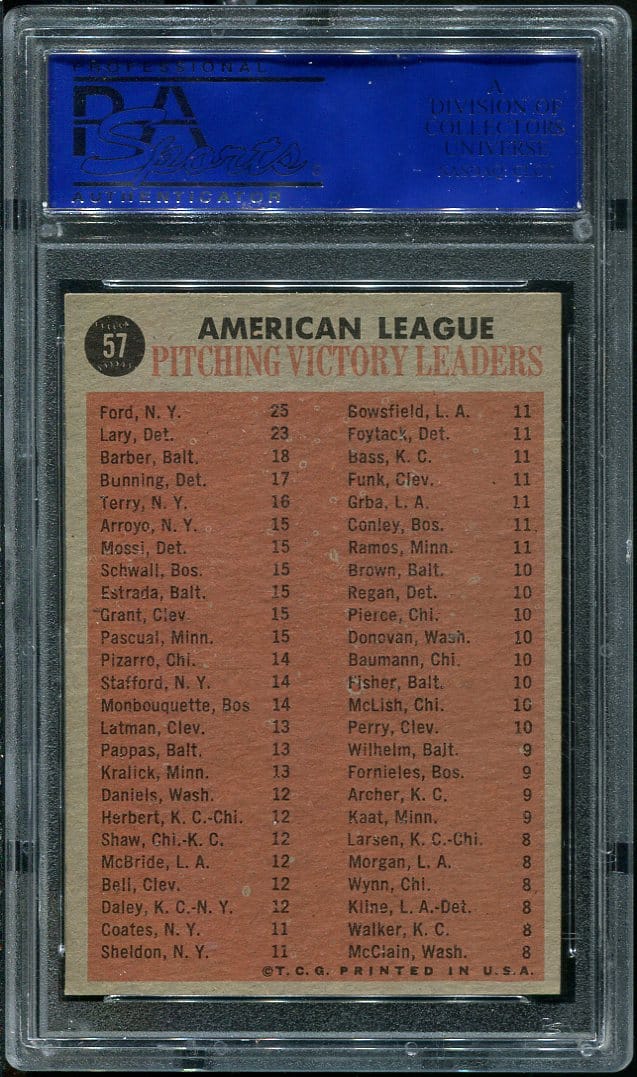 PROFESSIONAL
PSA
Sports
AUTHENTICATOR
A
DIVISION OF
COLLECTORS
UNIVERSE
57
AMERICAN LEAGUE
PITCHING VICTORY LEADERS
Ford, N. Y. 25
Lary, Det. 23
Barber, Balt. 18
Bunning, Det. 17
Terry, N. Y. 16
Arroyo, N. Y. 15
Mossi, Det. 15
Schwall, Bos. 15
Estrada, Balt. 15
Grant, Clev 15
Pascual, Minn. 15
Pizarro, Chi. 14
Stafford, N. Y. 14
Monbouquette, Bos 14
Latman, Clev. 13
Pappas, Balt. 13
Kralick, Minn. 13
Daniels, Wash. 12
Herbert, K. C.-Chi. 12
Shaw, Chi.-K. C. 12
McBride, L. A. 12
Bell, Clev. 12
Daley, K. C.-N. Y. 12
Coates, N. Y. 11
Sheldon, N. Y. 11
Bowsfield, L. A. 11
Foytack, Det. 11
Bass, K. C. 11
Funk, Clev. 11
Grba, L. A. 11
Conley, Bos. 11
Ramos, Minn. 11
Brown, Balt. 10
Regan, Det. 10
Pierce, Chi. 10
Donovan, Wash. 10
Baumann, Chi. 10
Fisher, Balt. 10
McLish, Chi. 10
Perry, Clev. 10
Wilhelm, Balt. 9
Fornieles, Bos. 9
Archer, K. C. 9
Kaat, Minn. 9
Larsen, K. C.-Chi. 8
Morgan, L. A. 8
Wynn, Chi. 8
Kline, L. A.-Det. 8
Walker, K. C. 8
McClain, Wash. 8
©T.C.G. PRINTED IN U.S.A.